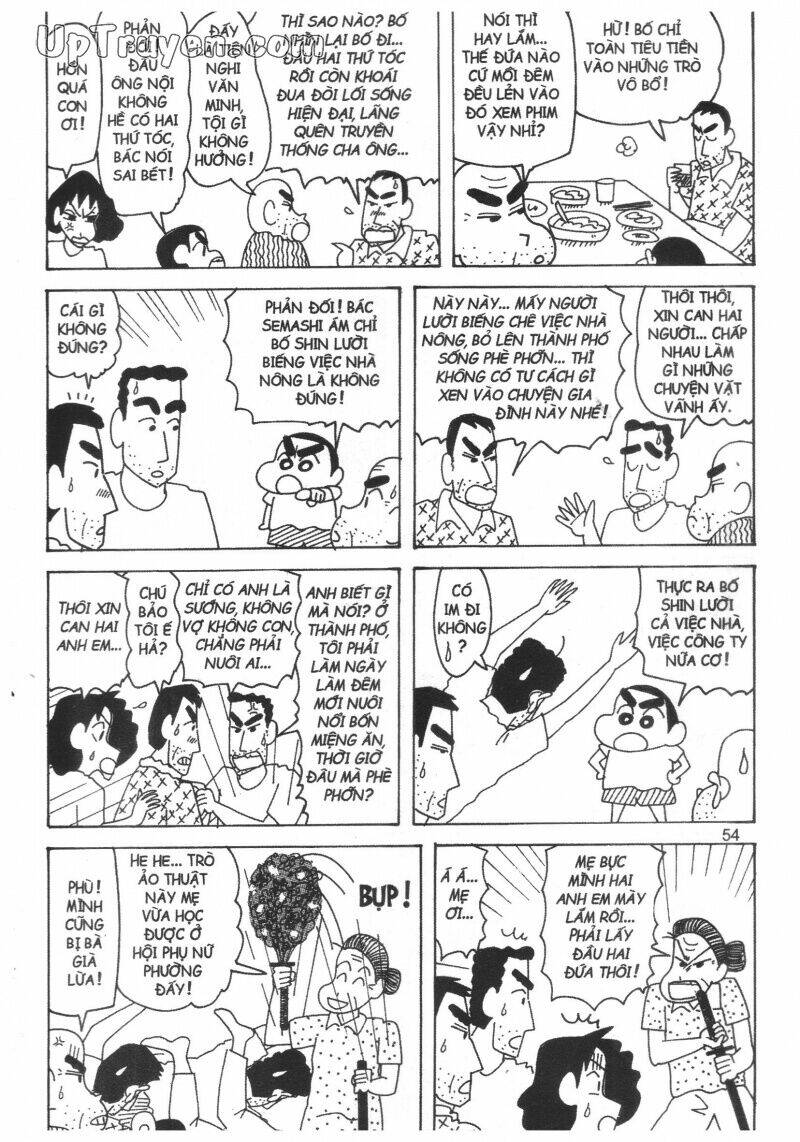 UpTruyen.com
HỪ! BỐ CHỈ
TOÀN TIÊU TIỀN
VÀO NHỮNG TRÒ
VÔ BỔ!
NÓI THÌ
HAY LẮM...
THẾ ĐỨA NÀO
CỨ MỖI ĐÊM
ĐỀU LẺN VÀO
ĐÓ XEM PHIM
VẬY NHỈ?
THÌ SAO NÀO? BỐ
NHÌN LẠI BỐ ĐI...
ĐẦU HAI THỨ TÓC
RỒI CÒN KHOÁI
ĐUA ĐÒI LỐI SỐNG
HIỆN ĐẠI, LÃNG
QUÊN TRUYỀN
THỐNG CHA ÔNG...
ĐẤY
LÀ TIỆN
NGHI
VĂN
MINH,
TỘI GÌ
KHÔNG
HƯỞNG!
PHẢN
ĐỐI! ĐẦU
ÔNG NỘI
KHÔNG
HỀ CÓ HAI
THỨ TÓC,
BÁC NÓI
SAI BÉT!
HỖN
QUÁ
CON
ƠI!
THÔI THÔI,
XIN CAN HAI
NGƯỜI... CHẤP
NHAU LÀM
GÌ NHỮNG
CHUYỆN VẶT
VÃNH ẤY.
NÀY NÀY... MẤY NGƯỜI
LƯỜI BIẾNG CHÊ VIỆC NHÀ
NÔNG, BỎ LÊN THÀNH PHỐ
SỐNG PHÈ PHỠN... THÌ
KHÔNG CÓ TƯ CÁCH GÌ
XEN VÀO CHUYỆN GIA
ĐÌNH NÀY NHÉ!
PHẢN ĐỐI! BÁC
SEMASHI ÁM CHỈ
BỐ SHIN LƯỜI
BIẾNG VIỆC NHÀ
NÔNG LÀ KHÔNG
ĐÚNG!
CÁI GÌ
KHÔNG
ĐÚNG?
THỰC RA BỐ
SHIN LƯỜI
CẢ VIỆC NHÀ,
VIỆC CÔNG TY
NỮA CƠ!
CÓ
IM ĐI
KHÔNG
?
ANH BIẾT GÌ
MÀ NÓI? Ở
THÀNH PHỐ,
TÔI PHẢI
LÀM NGÀY
LÀM ĐÊM
MỚI NUÔI
NỔI BỐN
MIỆNG ĂN,
THỜI GIỜ
ĐÂU MÀ PHÈ
PHỠN?
CHỈ CÓ ANH LÀ
SƯỚNG, KHÔNG
VỢ KHÔNG CON,
CHẲNG PHẢI
NUÔI AI...
CHÚ
BẢO
TÔI Ế
HẢ?
THÔI XIN
CAN HAI
ANH EM...
54
MẸ BỰC
MÌNH HAI
ANH EM MÀY
LẮM RỒI...
PHẢI LẤY
ĐẦU HAI
ĐỨA THÔI!
Á Á...
MẸ
ƠI...
BỤP!
HE HE... TRÒ
ẢO THUẬT
NÀY MẸ
VỪA HỌC
ĐƯỢC Ở
HỘI PHỤ NỮ
PHƯỜNG
ĐẤY!
PHÙ!
MÌNH
CŨNG
BỊ BÀ
GIÀ
LỪA!